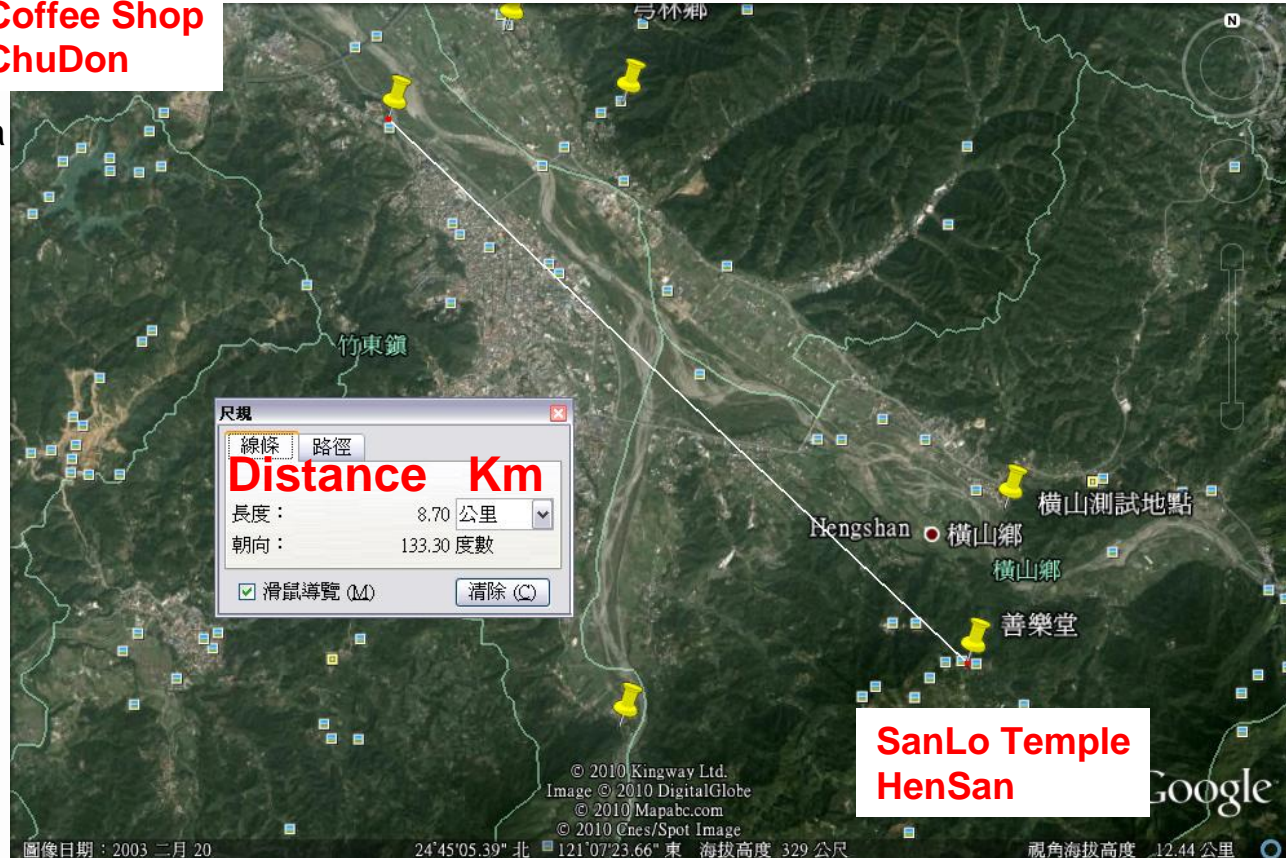 Coffee Shop
ChuDon
弓林鄉
N
竹東鎮
尺規
線條 路徑
Distance Km
長度： 8.70 公里
朝向： 133.30 度數
滑鼠導覽 (M) 清除 (C)
橫山測試地點
Hengshan 橫山鄉
橫山鄉
善樂堂
SanLo Temple
HenSan
© 2010 Kingway Ltd.
Image © 2010 DigitalGlobe
© 2010 Mapabc.com
© 2010 Cnes/Spot Image
Google
圖像日期：2003 二月 20 24°45'05.39" 北 121°07'23.66" 東 海拔高度 329 公尺 視角海拔高度 12.44 公里